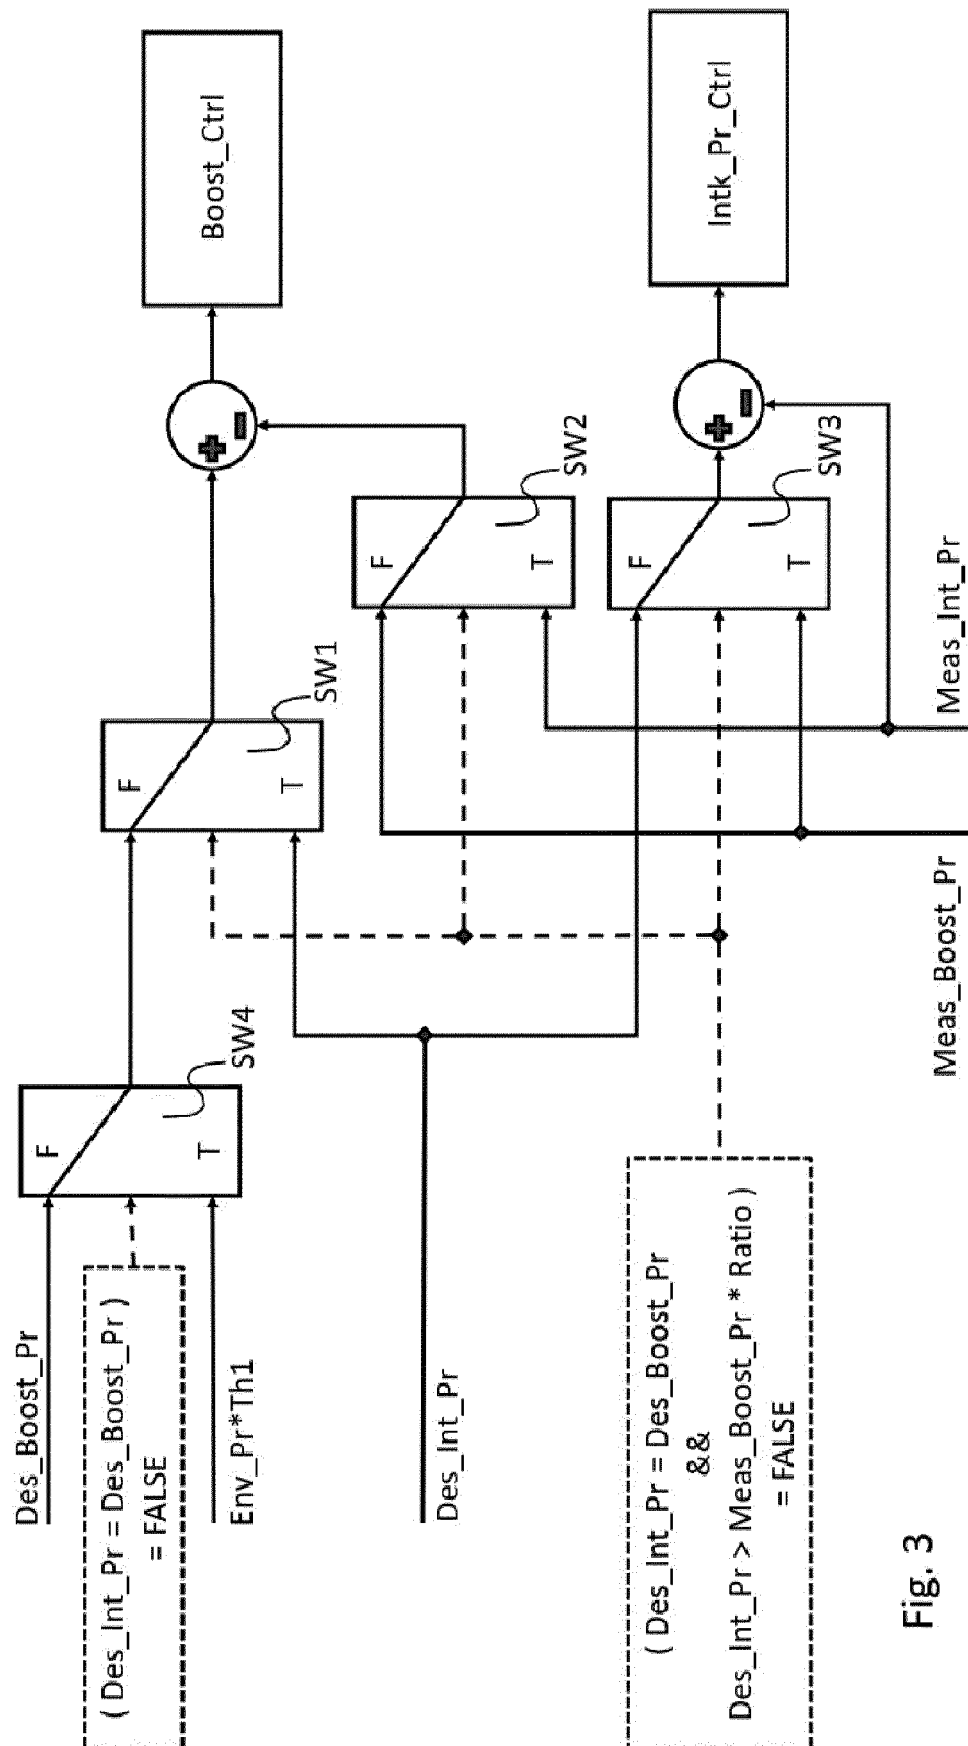 Des_Boost_Pr
( Des_Int_Pr = Des_Boost_Pr )
= FALSE
Env_Pr*Th1
F
T
SW4
F
T
SW1
Boost_Ctrl
Des_Int_Pr
F
T
SW2
( Des_Int_Pr = Des_Boost_Pr
&&
Des_Int_Pr > Meas_Boost_Pr * Ratio )
= FALSE
F
T
SW3
Intk_Pr_Ctrl
Meas_Boost_Pr
Meas_Int_Pr
Fig. 3